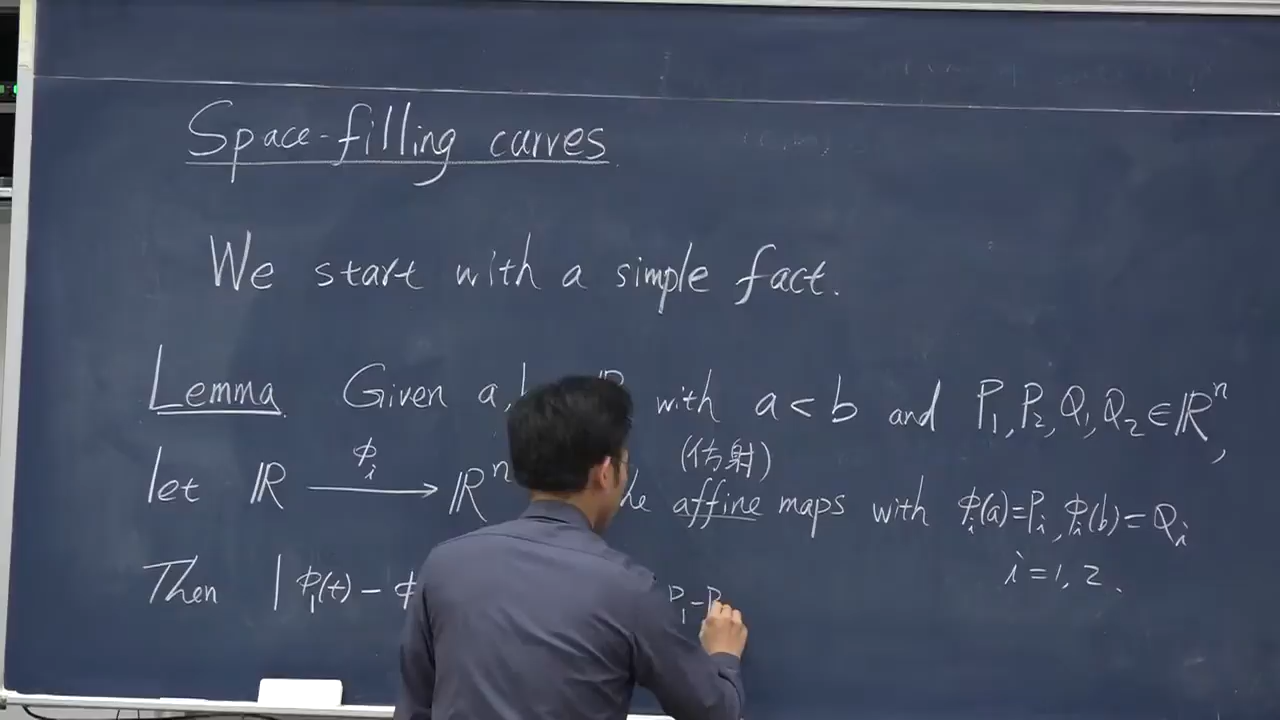 Space-filling curves
We start with a simple fact.
Lemma Given a, with a < b and P₁, P₂, Q₁, Q₂ ∈ ℝⁿ,
(仿射)
let ℝ —ϕᵢ→ ℝⁿ affine maps with ϕᵢ(a)=Pᵢ, ϕᵢ(b)=Qᵢ
i=1,2.
Then |ϕ₁(t) − ϕ P₁−P